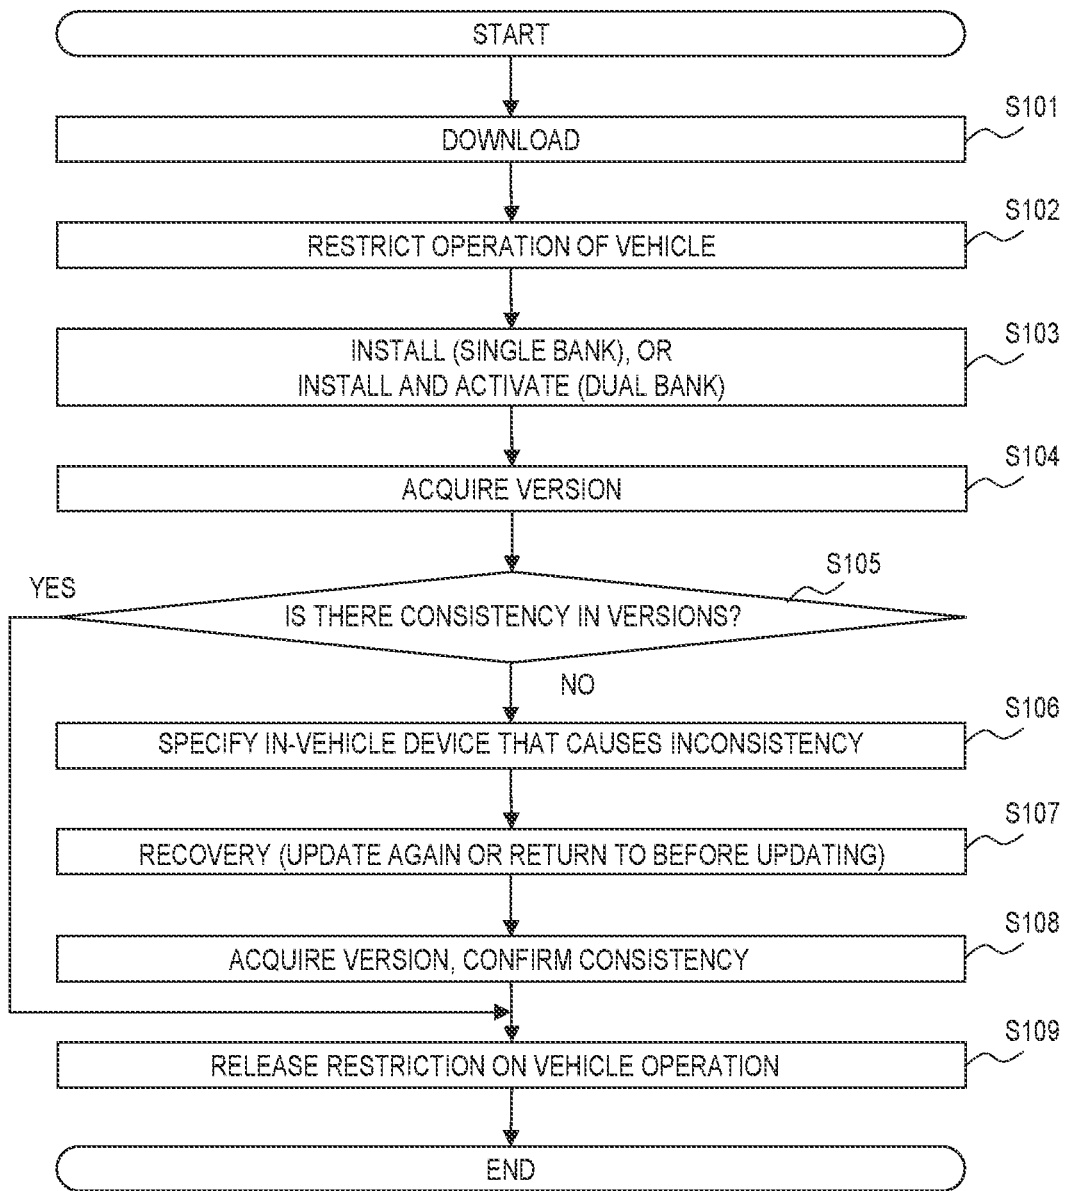 START
S101
DOWNLOAD
S102
RESTRICT OPERATION OF VEHICLE
S103
INSTALL (SINGLE BANK), OR
INSTALL AND ACTIVATE (DUAL BANK)
S104
ACQUIRE VERSION
S105
YES
IS THERE CONSISTENCY IN VERSIONS?
NO
S106
SPECIFY IN-VEHICLE DEVICE THAT CAUSES INCONSISTENCY
S107
RECOVERY (UPDATE AGAIN OR RETURN TO BEFORE UPDATING)
S108
ACQUIRE VERSION, CONFIRM CONSISTENCY
S109
RELEASE RESTRICTION ON VEHICLE OPERATION
END